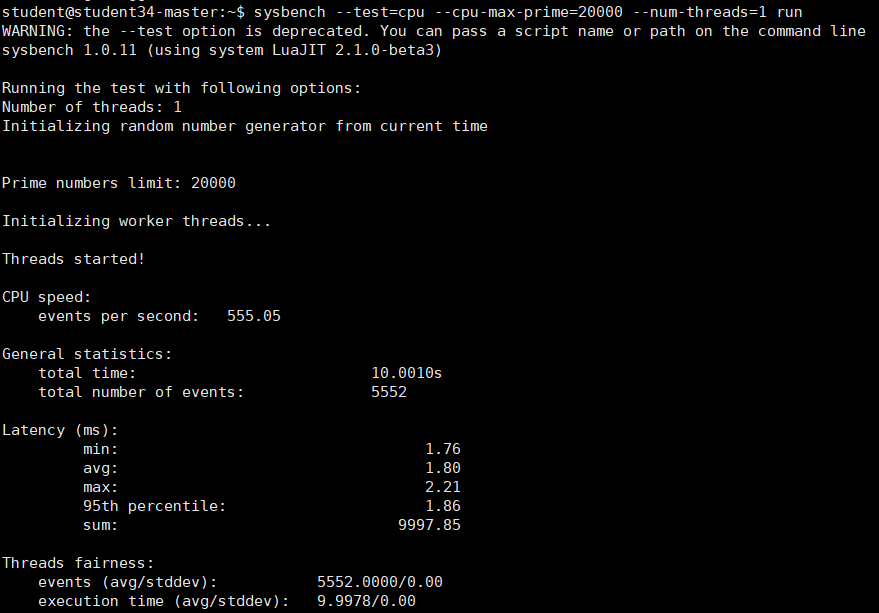 student@student34-master:~$ sysbench --test=cpu --cpu-max-prime=20000 --num-threads=1 run
WARNING: the --test option is deprecated. You can pass a script name or path on the command line
sysbench 1.0.11 (using system LuaJIT 2.1.0-beta3)
Running the test with following options:
Number of threads: 1
Initializing random number generator from current time
Prime numbers limit: 20000
Initializing worker threads...
Threads started!
CPU speed:
events per second: 555.05
General statistics:
total time: 10.0010s
total number of events: 5552
Latency (ms):
min: 1.76
avg: 1.80
max: 2.21
95th percentile: 1.86
sum: 9997.85
Threads fairness:
events (avg/stddev): 5552.0000/0.00
execution time (avg/stddev): 9.9978/0.00